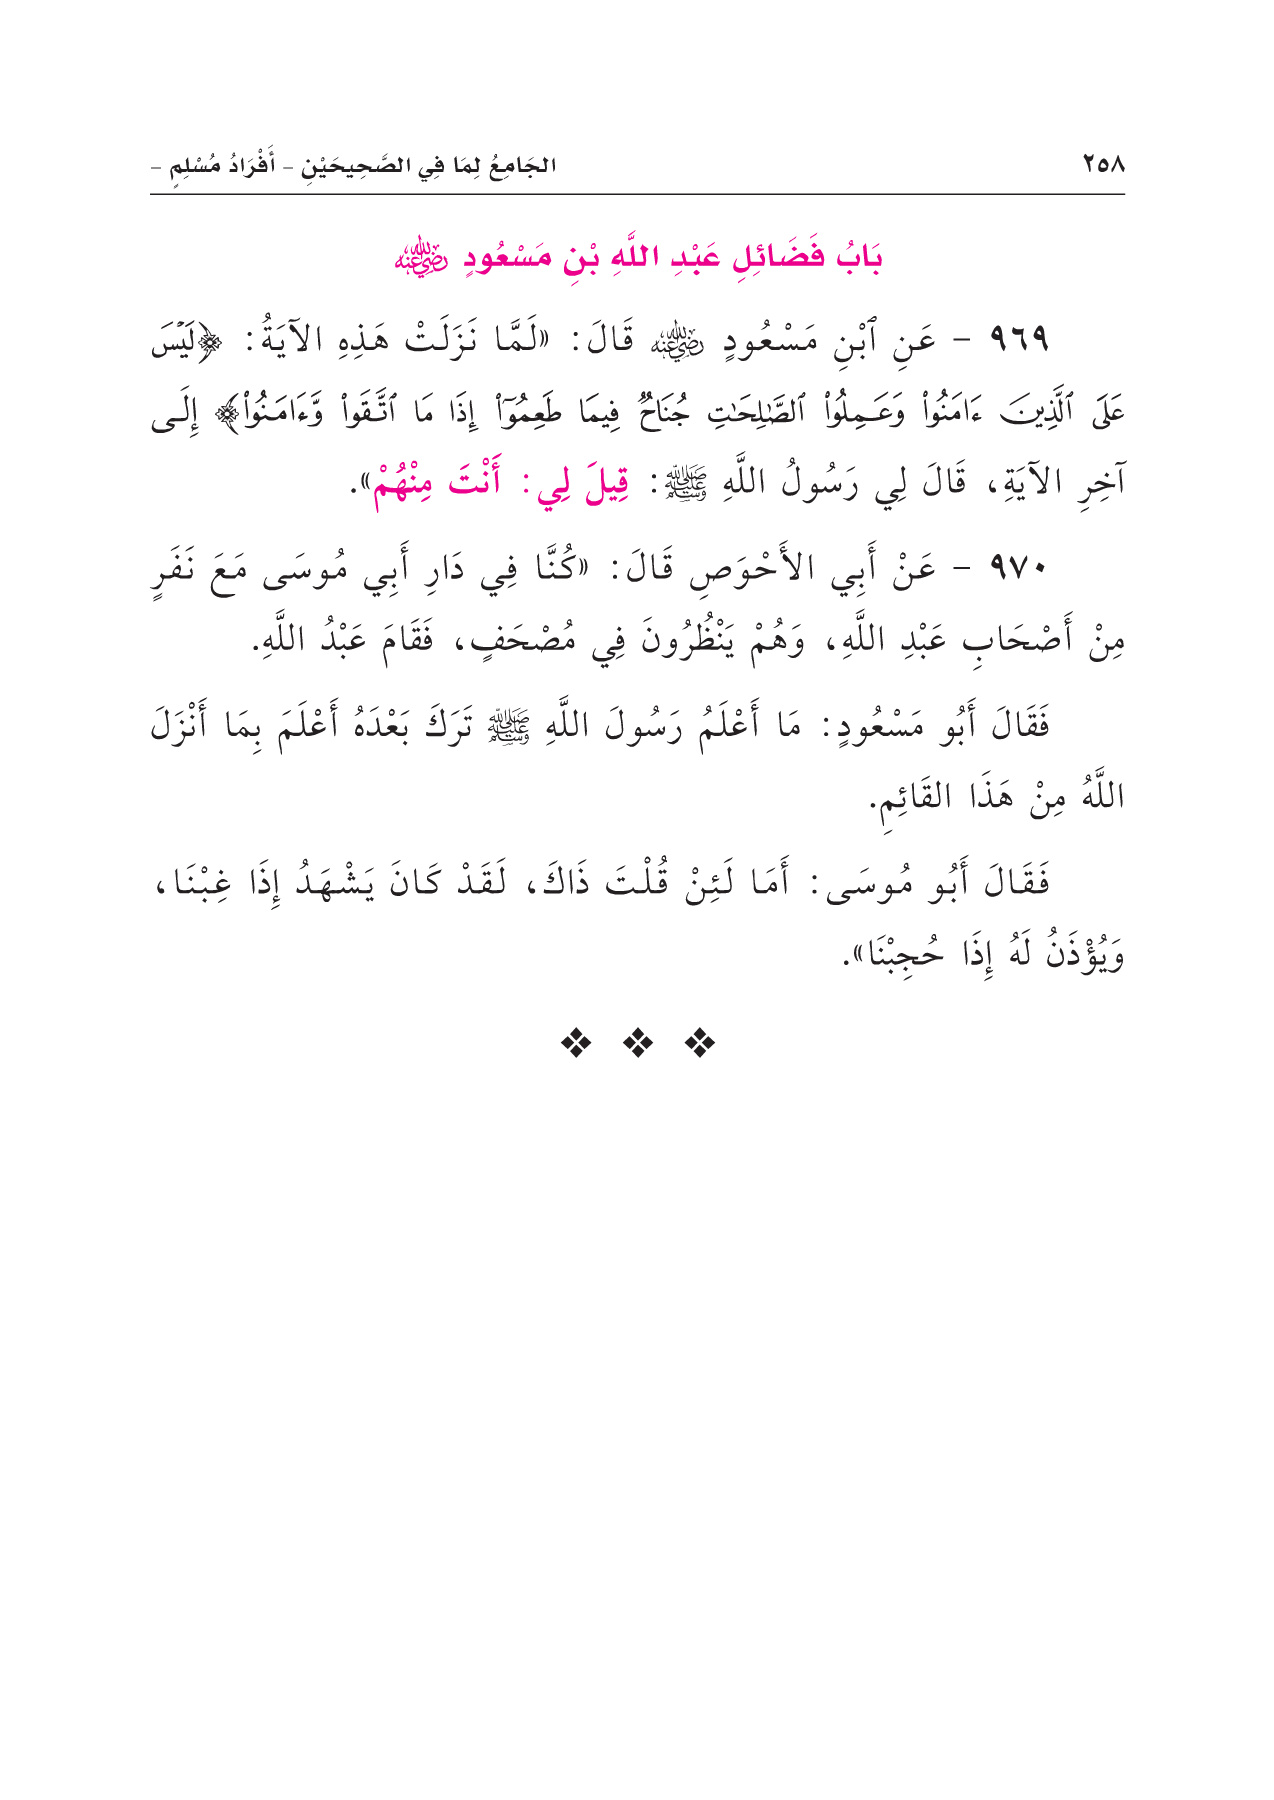 ٢٥٨
الجَامِعُ لِمَا فِي الصَّحِيحَيْنِ - أَفْرَادُ مُسْلِمٍ -
بَابُ فَضَائِلِ عَبْدِ اللَّهِ بْنِ مَسْعُودٍ رضي الله عنه
٩٦٩ - عَنِ ٱبْنِ مَسْعُودٍ رضي الله عنه قَالَ: «لَمَّا نَزَلَتْ هَذِهِ الآيَةُ: ﴿لَيْسَ
عَلَى ٱلَّذِينَ ءَامَنُواْ وَعَمِلُواْ ٱلصَّٰلِحَٰتِ جُنَاحٌ فِيمَا طَعِمُوٓاْ إِذَا مَا ٱتَّقَواْ وَّءَامَنُواْ﴾ إِلَى
آخِرِ الآيَةِ، قَالَ لِي رَسُولُ اللَّهِ ﷺ: قِيلَ لِي: أَنْتَ مِنْهُمْ».
٩٧٠ - عَنْ أَبِي الأَحْوَصِ قَالَ: «كُنَّا فِي دَارِ أَبِي مُوسَى مَعَ نَفَرٍ
مِنْ أَصْحَابِ عَبْدِ اللَّهِ، وَهُمْ يَنْظُرُونَ فِي مُصْحَفٍ، فَقَامَ عَبْدُ اللَّهِ.
فَقَالَ أَبُو مَسْعُودٍ: مَا أَعْلَمُ رَسُولَ اللَّهِ ﷺ تَرَكَ بَعْدَهُ أَعْلَمَ بِمَا أَنْزَلَ
اللَّهُ مِنْ هَذَا القَائِمِ.
فَقَالَ أَبُو مُوسَى: أَمَا لَئِنْ قُلْتَ ذَاكَ، لَقَدْ كَانَ يَشْهَدُ إِذَا غِبْنَا،
وَيُؤْذَنُ لَهُ إِذَا حُجِبْنَا».